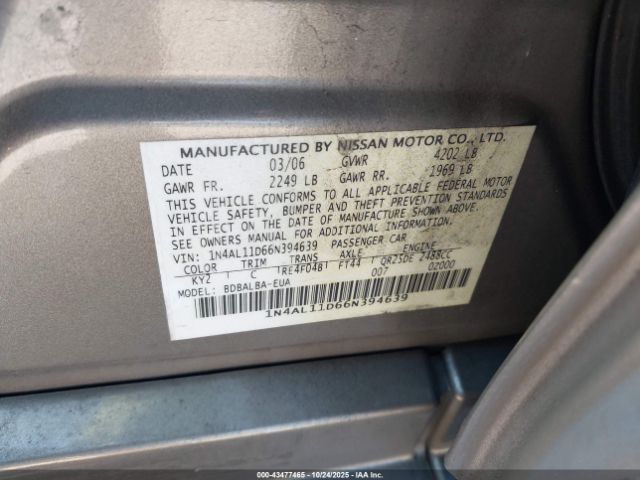 MANUFACTURED BY NISSAN MOTOR CO., LTD.
DATE 03/06 GVWR 4202 LB
GAWR FR. 2249 LB GAWR RR. 1969 LB
THIS VEHICLE CONFORMS TO ALL APPLICABLE FEDERAL MOTOR
VEHICLE SAFETY, BUMPER AND THEFT PREVENTION STANDARDS
IN EFFECT ON THE DATE OF MANUFACTURE SHOWN ABOVE.
SEE OWNERS MANUAL FOR ADDITIONAL INFORMATION.
VIN: 1N4AL11D66N394639 PASSENGER CAR
COLOR TRIM TRANS AXLE ENGINE
KY2 C RE4F04B FT44 QR25DE 2488CC
MODEL: BDBALBA-EUA 007 02000
1N4AL11D66N394639
000-43477465 - 10/24/2025 - IAAI.com